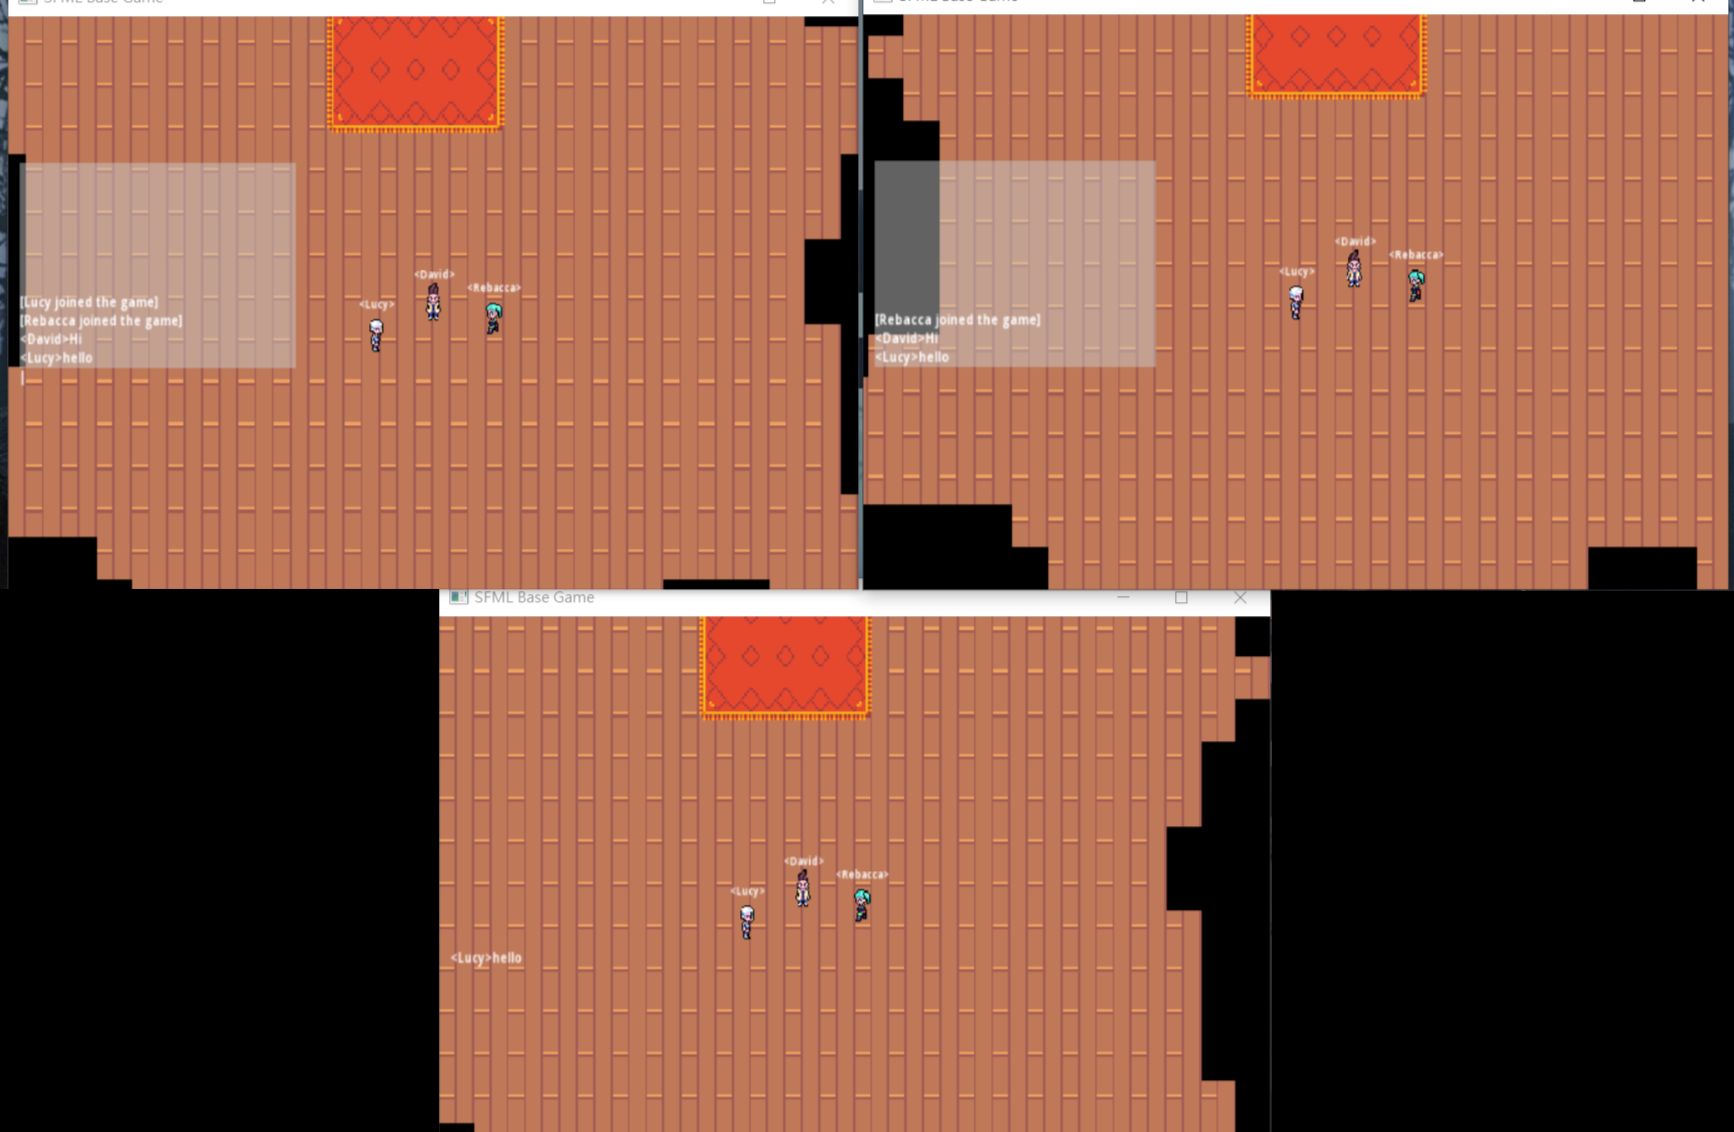 SFML Base Game
SFML Base Game
<David>
<Rebacca>
<Lucy>
[Lucy joined the game]
[Rebacca joined the game]
<David>Hi
<Lucy>hello
<David>
<Rebacca>
<Lucy>
[Rebacca joined the game]
<David>Hi
<Lucy>hello
SFML Base Game
<David>
<Rebacca>
<Lucy>
<Lucy>hello